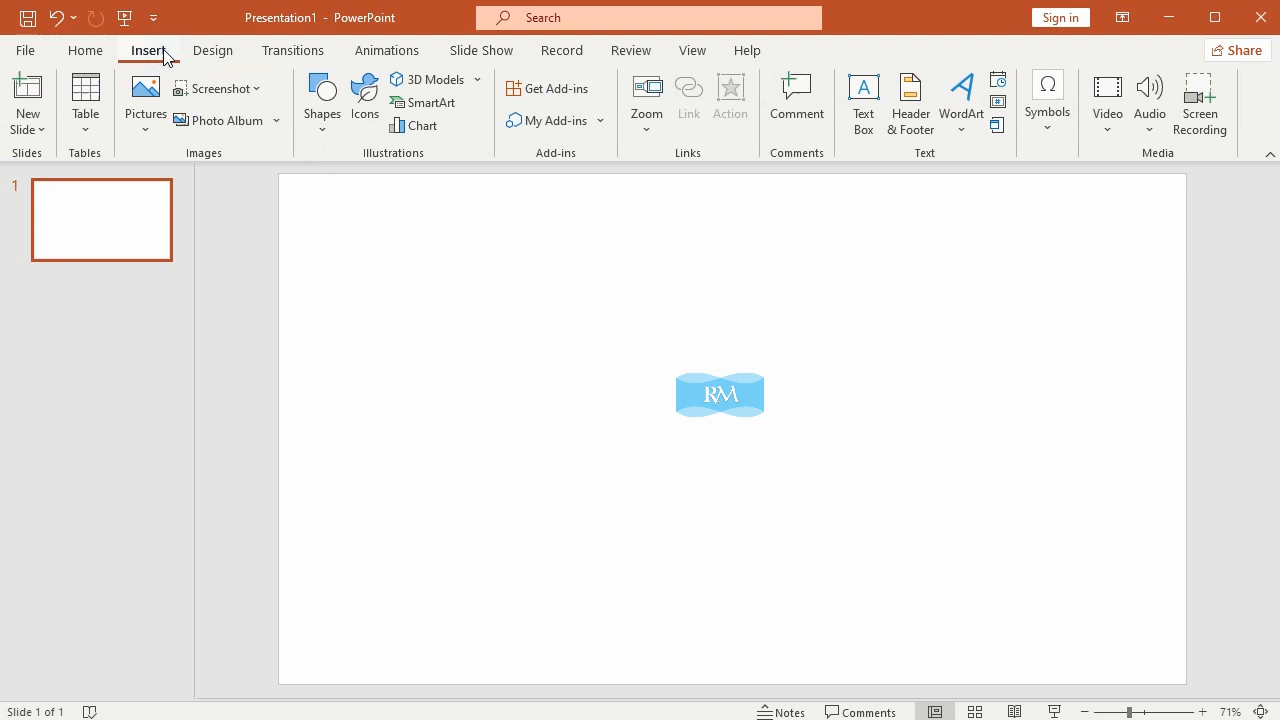 Presentation1 - PowerPoint
Search
Sign in
File Home Insert Design Transitions Animations Slide Show Record Review View Help
Share
New Slide
Table
Pictures
Screenshot
Photo Album
Shapes
Icons
3D Models
SmartArt
Chart
Get Add-ins
My Add-ins
Zoom
Link
Action
Comment
Text Box
Header & Footer
WordArt
Symbols
Video
Audio
Screen Recording
Slides Tables Images Illustrations Add-ins Links Comments Text Media
1
RM
Slide 1 of 1
Notes
Comments
71%